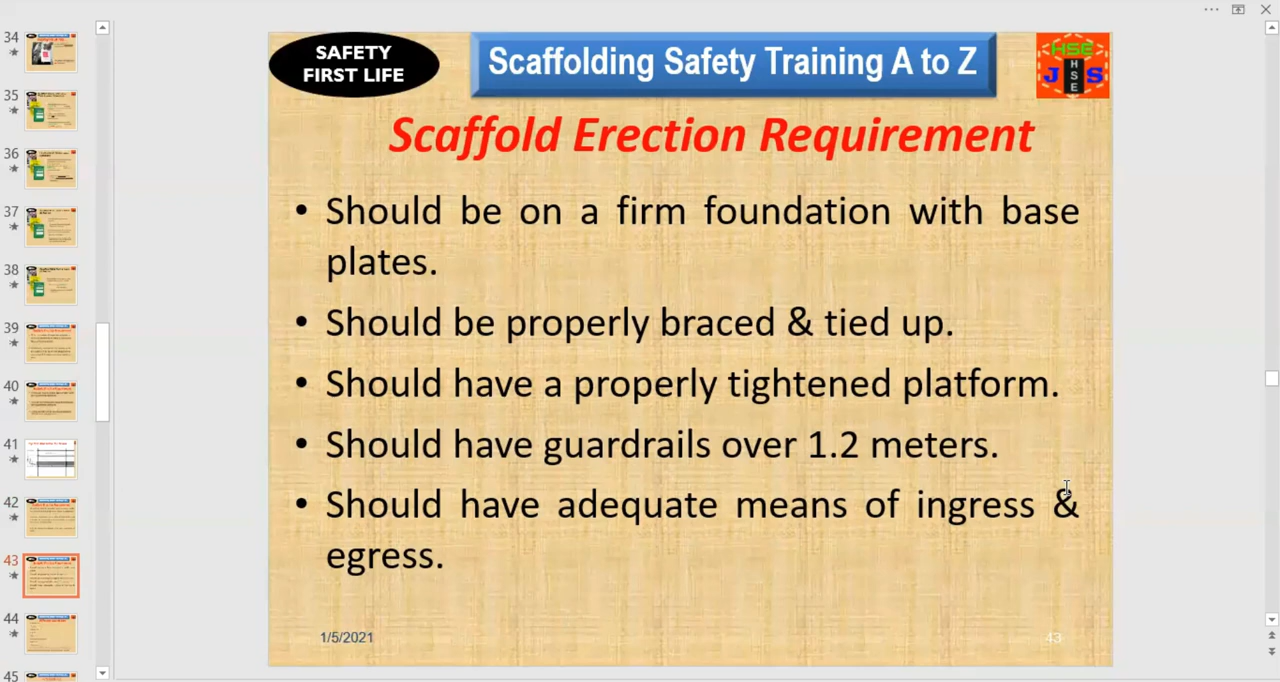 34
35
36
37
38
39
40
41
42
43
44
45
SAFETY
FIRST LIFE
Scaffolding Safety Training A to Z
HSE
J H S
S
E
Scaffold Erection Requirement
• Should be on a firm foundation with base
plates.
• Should be properly braced & tied up.
• Should have a properly tightened platform.
• Should have guardrails over 1.2 meters.
• Should have adequate means of ingress &
egress.
1/5/2021
43